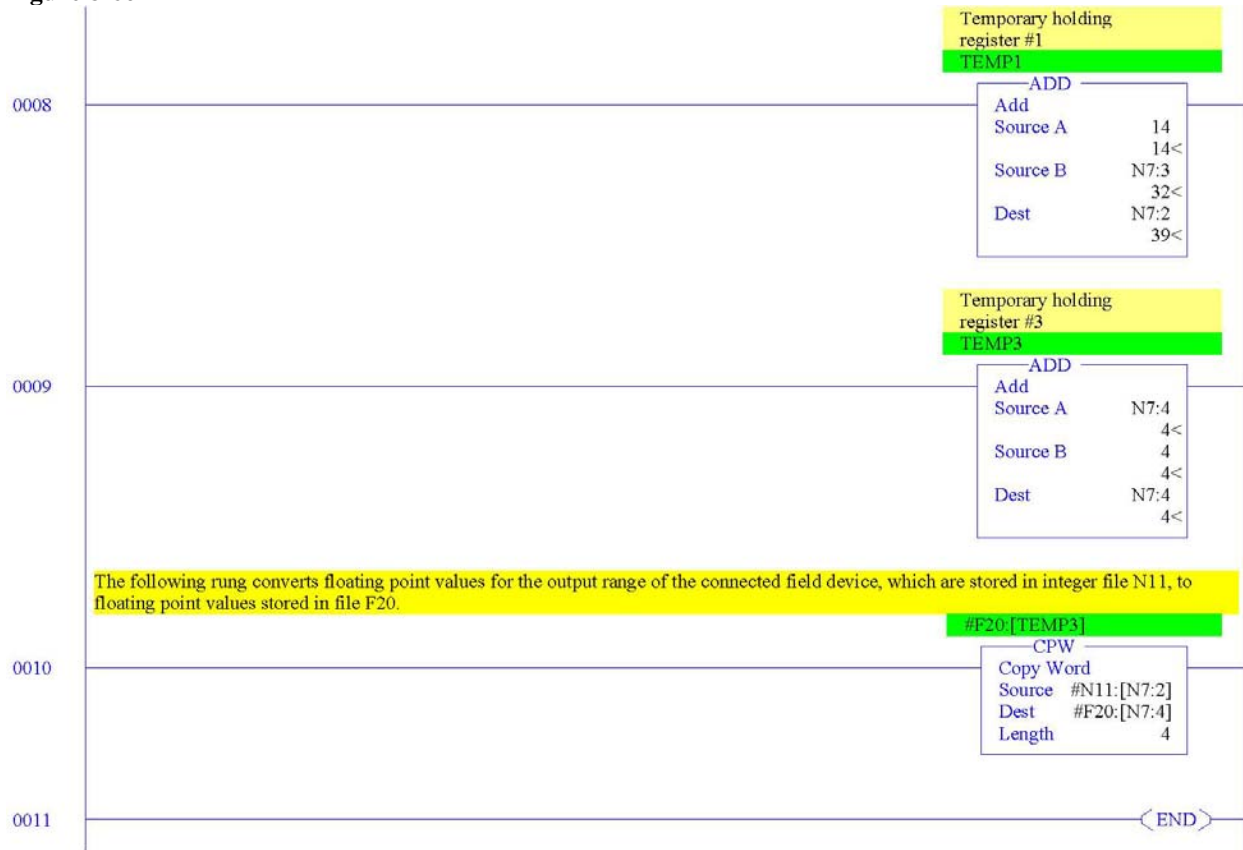 Temporary holding
register #1
TEMP1
ADD
0008
Add
Source A 14
14<
Source B N7:3
32<
Dest N7:2
39<
Temporary holding
register #3
TEMP3
ADD
0009
Add
Source A N7:4
4<
Source B 4
4<
Dest N7:4
4<
The following rung converts floating point values for the output range of the connected field device, which are stored in integer file N11, to
floating point values stored in file F20.
#F20:[TEMP3]
CPW
0010
Copy Word
Source #N11:[N7:2]
Dest #F20:[N7:4]
Length 4
0011
END